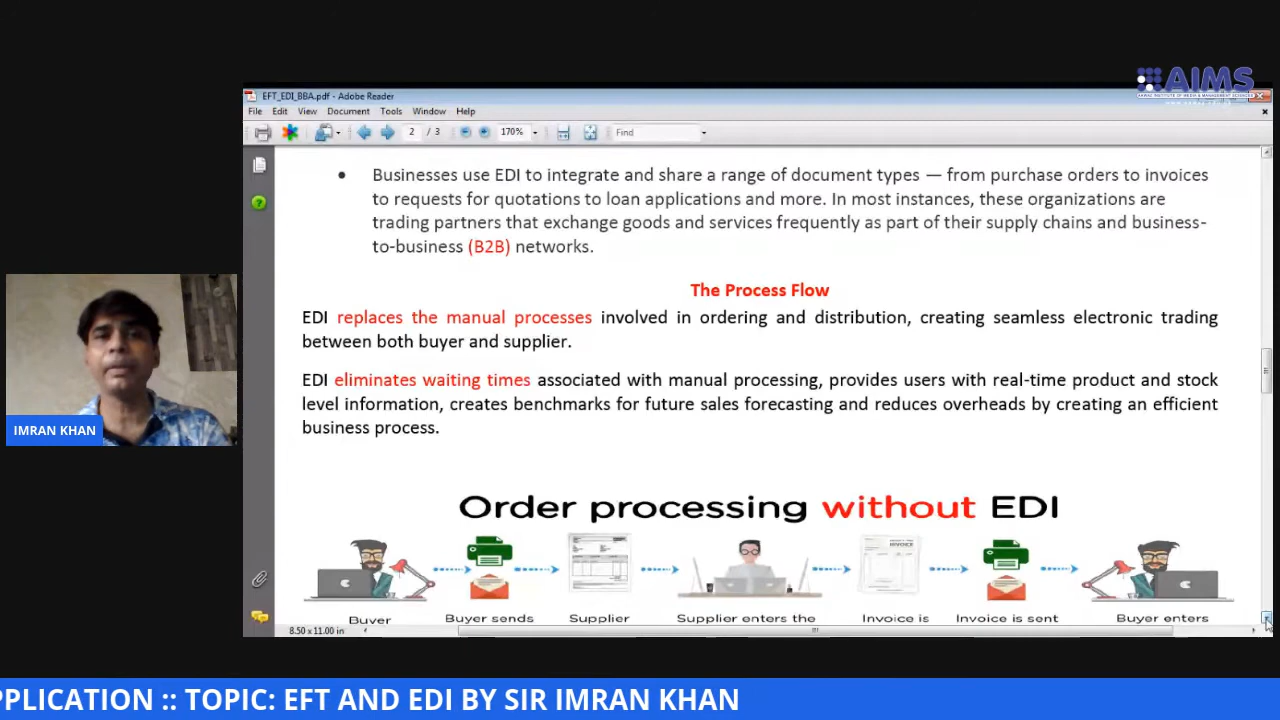 AIMS
EFT_EDI_BBA.pdf - Adobe Reader
File Edit View Document Tools Window Help
2 / 3 170% Find
• Businesses use EDI to integrate and share a range of document types — from purchase orders to invoices
to requests for quotations to loan applications and more. In most instances, these organizations are
trading partners that exchange goods and services frequently as part of their supply chains and business-
to-business (B2B) networks.
The Process Flow
EDI replaces the manual processes involved in ordering and distribution, creating seamless electronic trading
between both buyer and supplier.
EDI eliminates waiting times associated with manual processing, provides users with real-time product and stock
level information, creates benchmarks for future sales forecasting and reduces overheads by creating an efficient
business process.
Order processing without EDI
INVOICE
Buyer Buyer sends Supplier Supplier enters the Invoice is Invoice is sent Buyer enters
8.50 x 11.00 in
IMRAN KHAN
PPLICATION :: TOPIC: EFT AND EDI BY SIR IMRAN KHAN